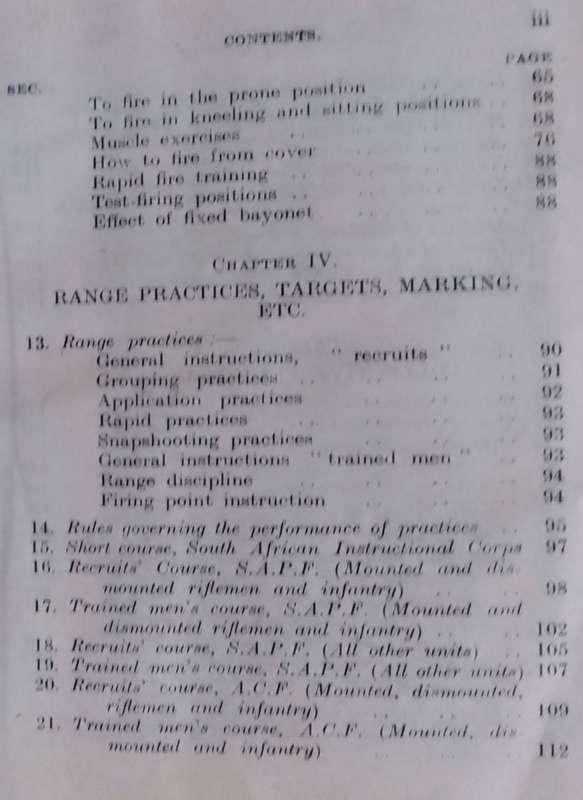 iii
CONTENTS.
SEC. PAGE
To fire in the prone position .. .. 65
To fire in kneeling and sitting positions .. 68
Muscle exercises .. .. .. .. 68
How to fire from cover .. .. .. 76
Rapid fire training .. .. .. .. 88
Test-firing positions .. .. .. .. 88
Effect of fixed bayonet .. .. .. 88
CHAPTER IV.
RANGE PRACTICES, TARGETS, MARKING,
ETC.
13. Range practices:—
General instructions, "recruits" .. 90
Grouping practices .. .. .. .. 91
Application practices .. .. .. 92
Rapid practices .. .. .. .. 93
Snapshooting practices .. .. .. 93
General instructions "trained men" .. 93
Range discipline .. .. .. .. 94
Firing point instruction .. .. .. 94
14. Rules governing the performance of practices .. 95
15. Short course, South African Instructional Corps 97
16. Recruits' Course, S.A.P.F. (Mounted and dis-
mounted riflemen and infantry) .. .. 98
17. Trained men's course, S.A.P.F. (Mounted and
dismounted riflemen and infantry) .. .. 102
18. Recruits' course, S.A.P.F. (All other units) .. 105
19. Trained men's course, S.A.P.F. (All other units) 107
20. Recruits' course, A.C.F. (Mounted, dismounted,
riflemen and infantry) .. .. .. 109
21. Trained men's course, A.C.F. (Mounted, dis-
mounted and infantry) .. .. .. 112